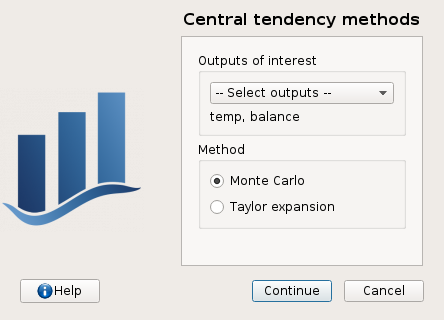 Central tendency methods
Outputs of interest
-- Select outputs --
temp, balance
Method
Monte Carlo
Taylor expansion
Help
Continue
Cancel